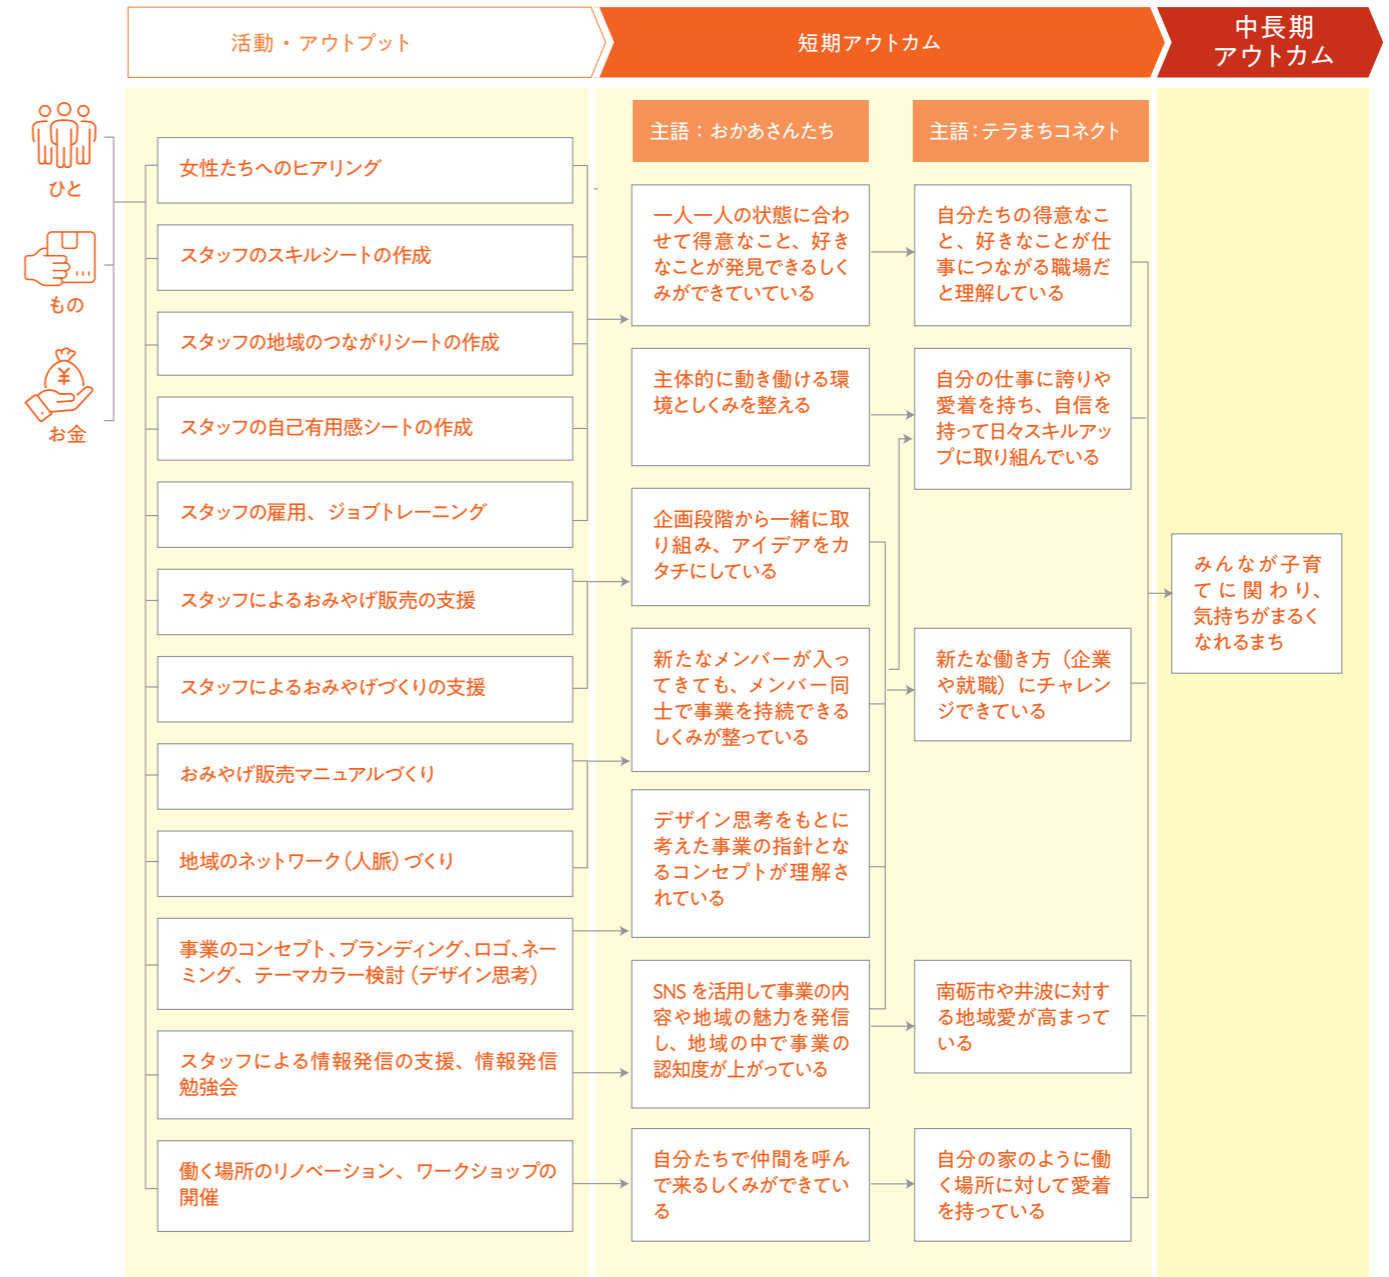 活動・アウトプット
短期アウトカム
中長期
アウトカム
ひと
もの
お金
女性たちへのヒアリング
スタッフのスキルシートの作成
スタッフの地域のつながりシートの作成
スタッフの自己有用感シートの作成
スタッフの雇用、ジョブトレーニング
スタッフによるおみやげ販売の支援
スタッフによるおみやげづくりの支援
おみやげ販売マニュアルづくり
地域のネットワーク(人脈)づくり
事業のコンセプト、ブランディング、ロゴ、ネー
ミング、テーマカラー検討(デザイン思考)
スタッフによる情報発信の支援、情報発信
勉強会
働く場所のリノベーション、ワークショップの
開催
主語：おかあさんたち
一人一人の状態に合わ
せて得意なこと、好き
なことが発見できるしく
みができていている
主体的に動き働ける環
境としくみを整える
企画段階から一緒に取
り組み、アイデアをカ
タチにしている
新たなメンバーが入っ
てきても、メンバー同
士で事業を持続できる
しくみが整っている
デザイン思考をもとに
考えた事業の指針とな
るコンセプトが理解さ
れている
SNSを活用して事業の内
容や地域の魅力を発信
し、地域の中で事業の
認知度が上がっている
自分たちで仲間を呼ん
で来るしくみができてい
る
主語：テラまちコネクト
自分たちの得意なこ
と、好きなことが仕
事につながる職場だ
と理解している
自分の仕事に誇りや
愛着を持ち、自信を
持って日々スキルアッ
プに取り組んでいる
新たな働き方（企業
や就職）にチャレン
ジできている
南砺市や井波に対す
る地域愛が高まって
いる
自分の家のように働
く場所に対して愛着
を持っている
みんなが子育
てに関わり、
気持ちがまるく
なれるまち